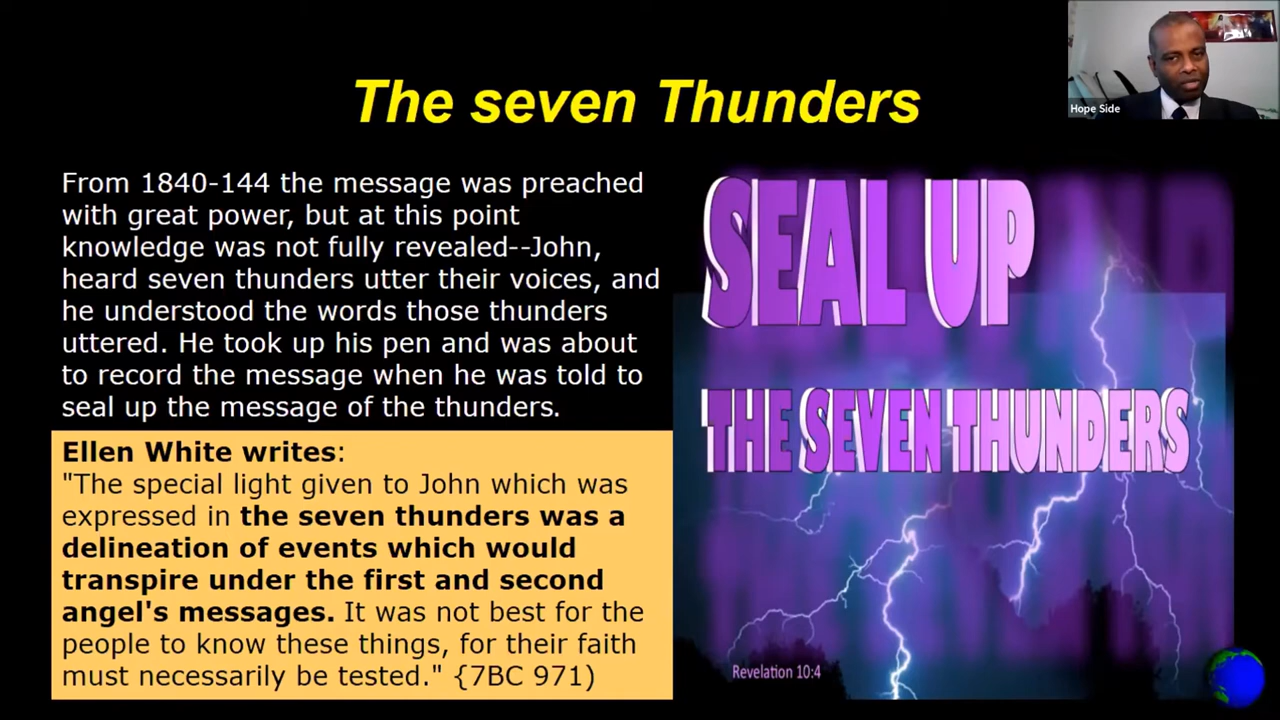 The seven Thunders
Hope Side
From 1840-144 the message was preached
with great power, but at this point
knowledge was not fully revealed--John,
heard seven thunders utter their voices, and
he understood the words those thunders
uttered. He took up his pen and was about
to record the message when he was told to
seal up the message of the thunders.
Ellen White writes:
"The special light given to John which was
expressed in the seven thunders was a
delineation of events which would
transpire under the first and second
angel's messages. It was not best for the
people to know these things, for their faith
must necessarily be tested." {7BC 971)
SEAL UP
THE SEVEN THUNDERS
Revelation 10:4